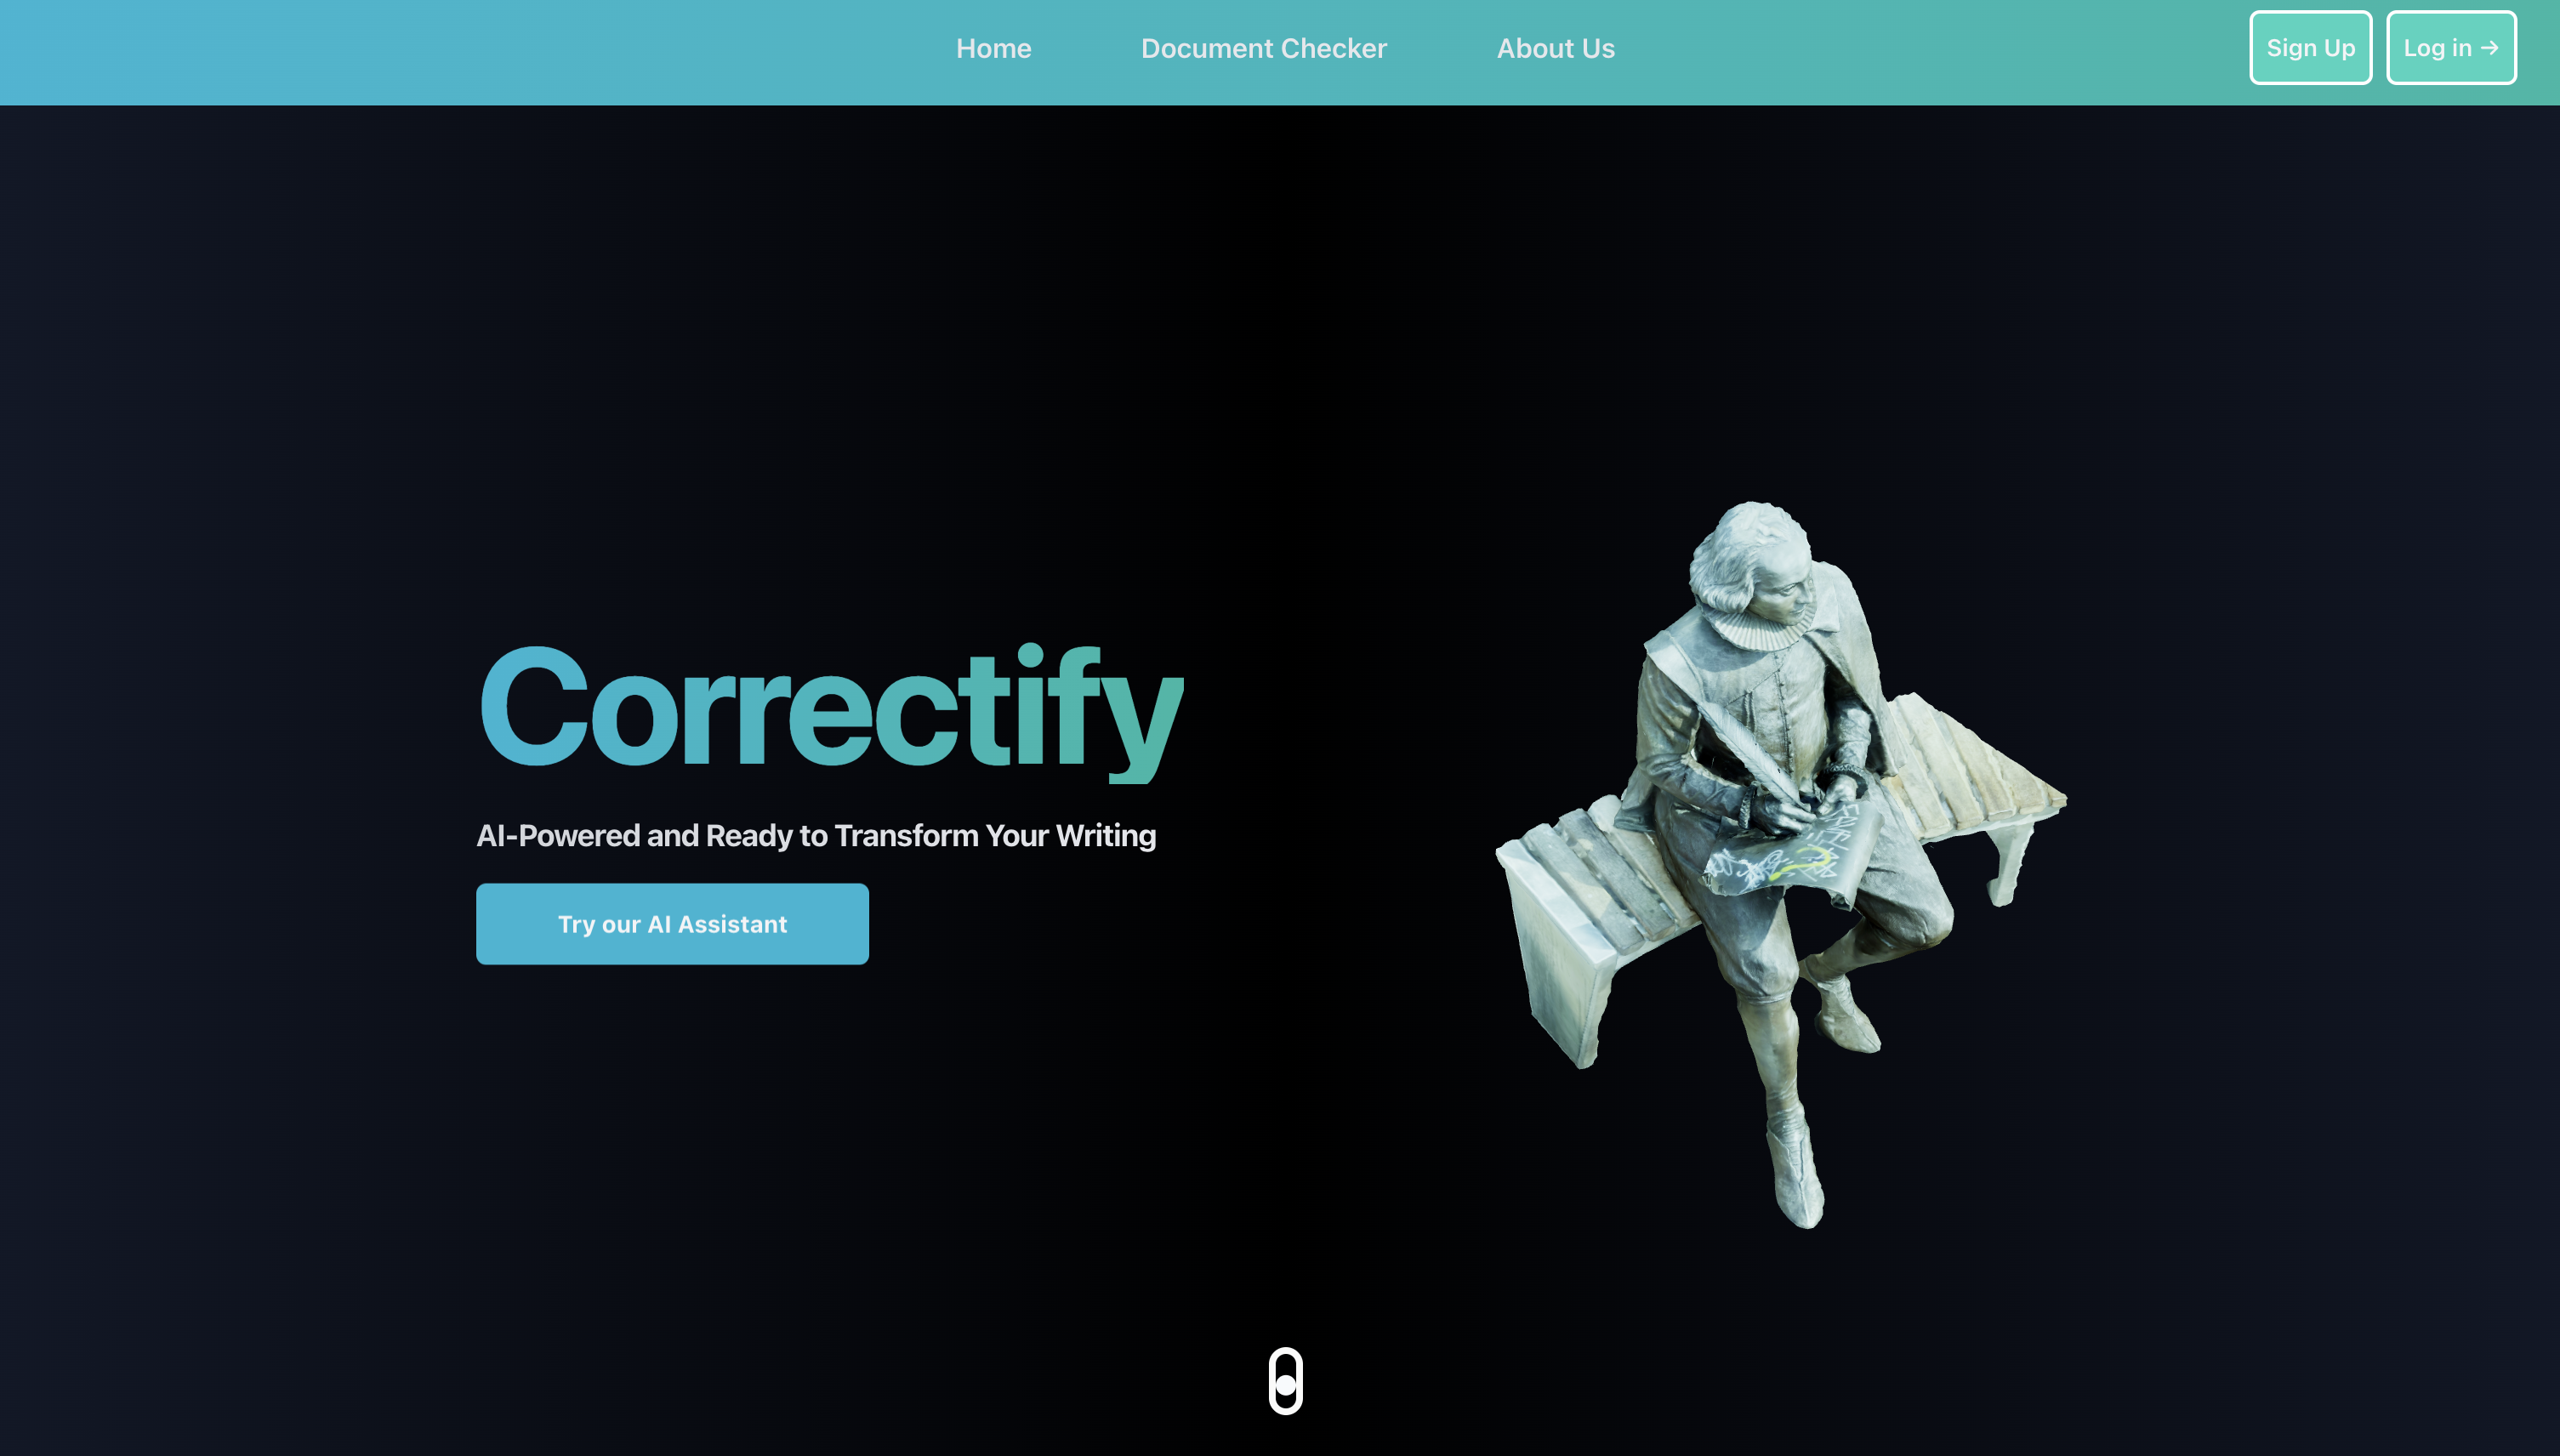 Home Document Checker About Us Sign Up Log in →
Correctify
AI-Powered and Ready to Transform Your Writing
Try our AI Assistant